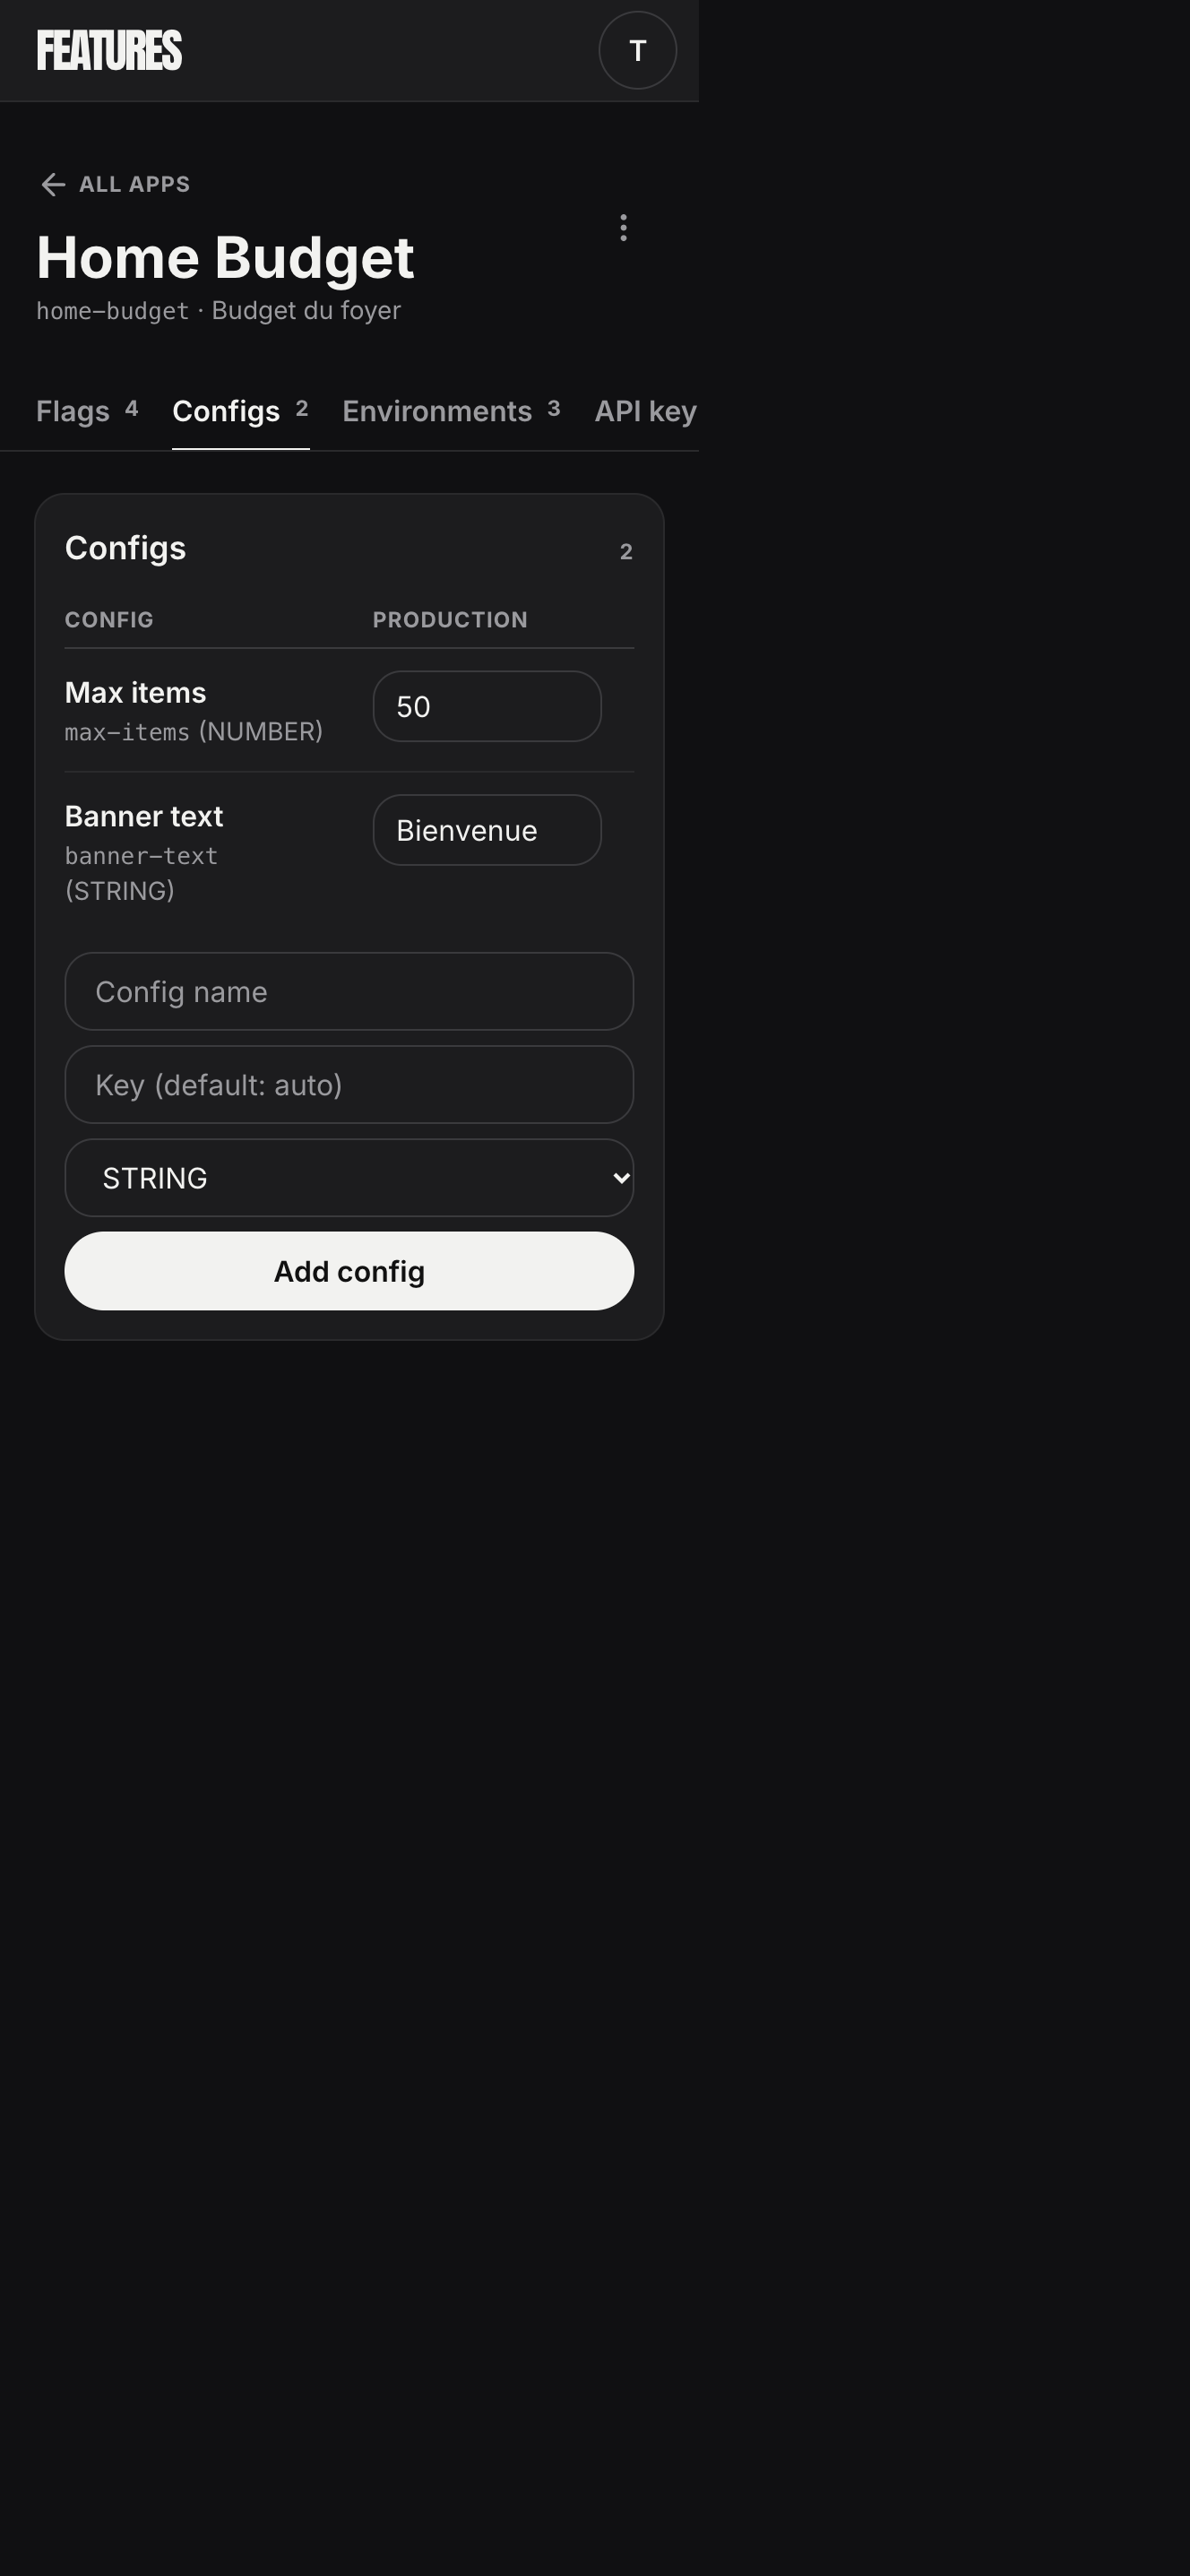 FEATURES
T
ALL APPS
Home Budget
home-budget · Budget du foyer
Flags 4 Configs 2 Environments 3 API key
Configs 2
CONFIG PRODUCTION
Max items
50
max-items (NUMBER)
Banner text
Bienvenue
banner-text
(STRING)
Config name
Key (default: auto)
STRING
Add config